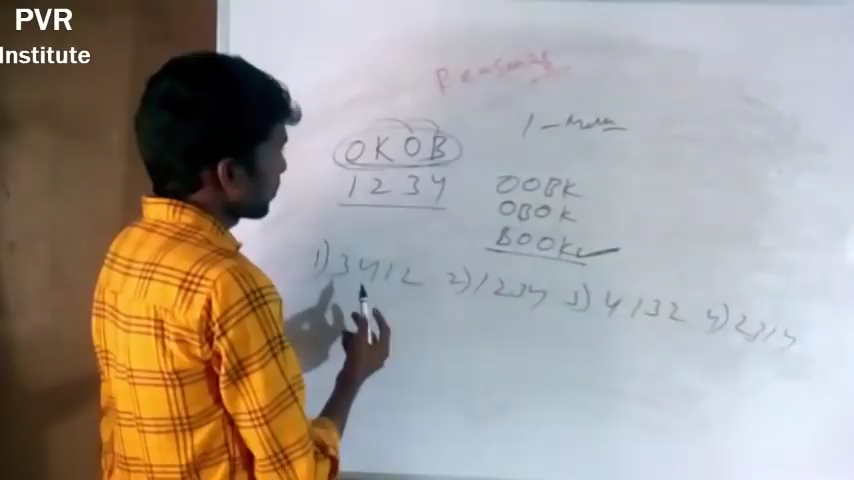 PVR
Institute
OKOB
1234
OOBK
OBOK
BOOK
1) 3412 2) 1234 3) 4132 4) 2314